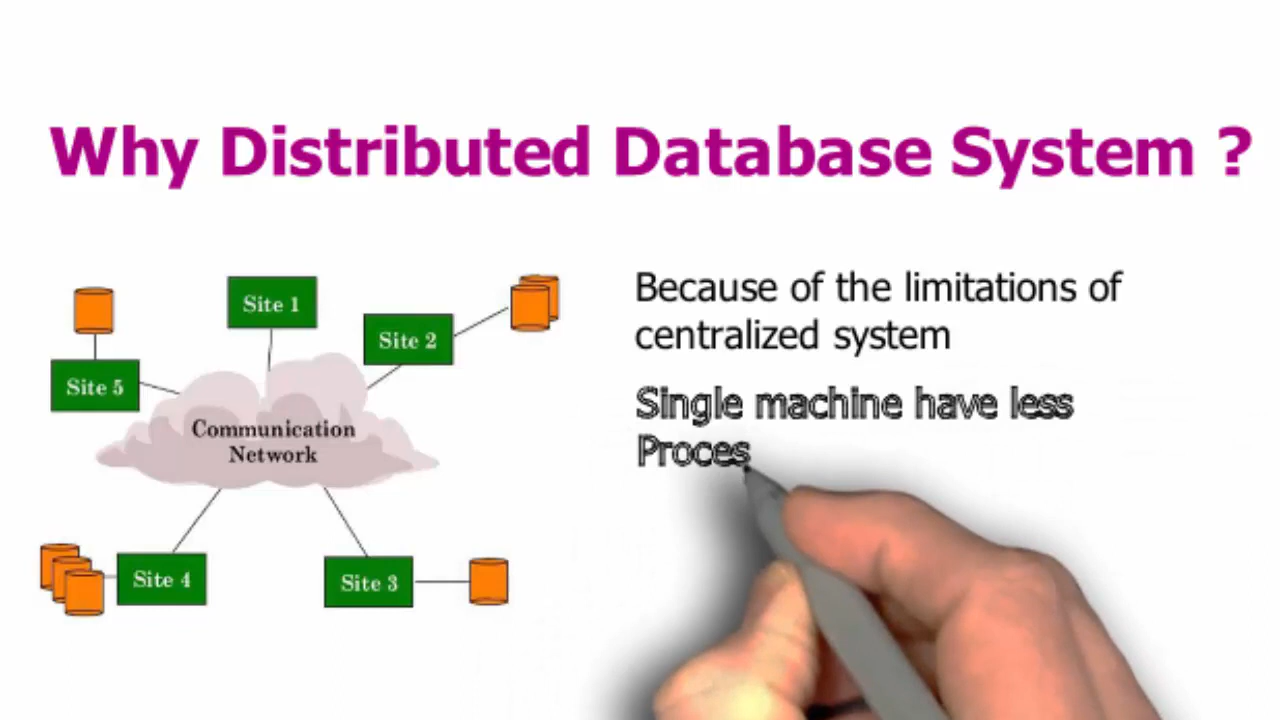 Why Distributed Database System ?
Site 1
Site 2
Site 5
Communication
Network
Site 4
Site 3
Because of the limitations of
centralized system
Single machine have less
Proces